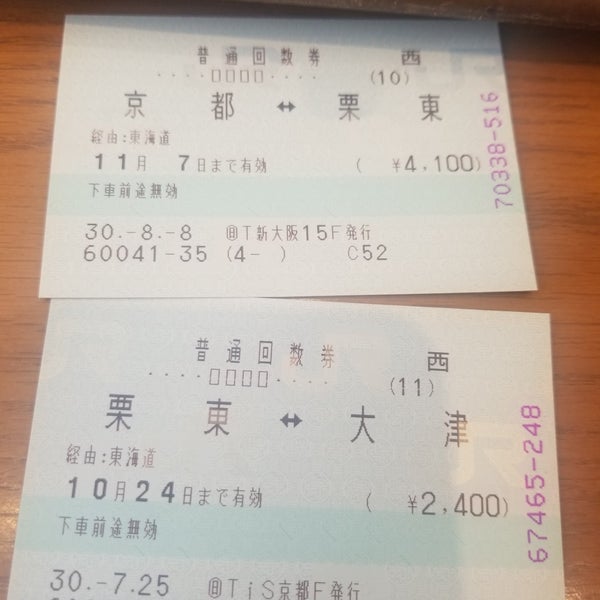 普通回数券 西
‥‥▯▯▯▯‥‥ (10)
京都 ↔ 栗東
経由:東海道
11月 7日まで有効 ( ¥4,100)
下車前途無効
30.-8.-8 ㊞T新大阪15F発行
60041-35 (4- ) C52
70338-516
普通回数券 西
‥‥▯▯▯▯‥‥ (11)
栗東 ↔ 大津
経由:東海道
10月24日まで有効 ( ¥2,400)
下車前途無効
30.-7.25 ㊞TiS京都F発行
67465-248